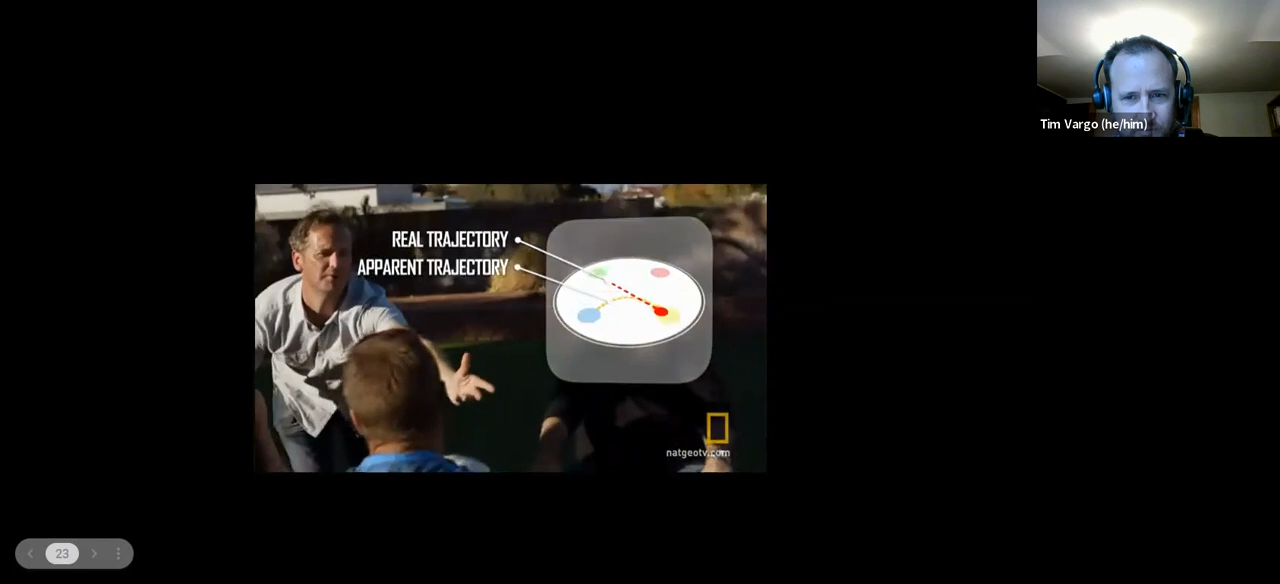 Tim Vargo (he/him)
REAL TRAJECTORY
APPARENT TRAJECTORY
natgeotv.com
23